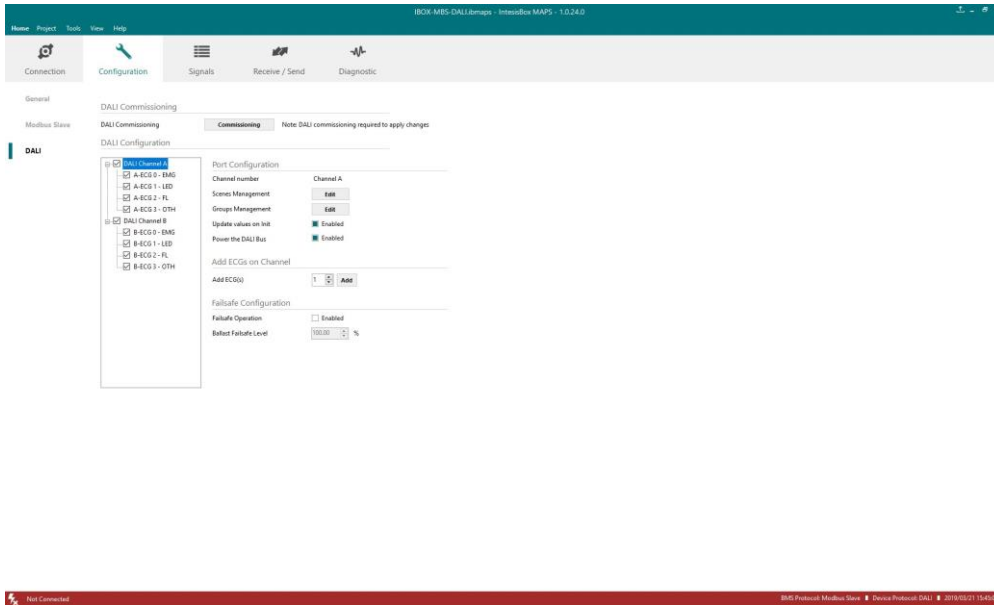 IBOX-MBS-DALI.ibmaps - IntesisBox MAPS - 1.0.24.0
Home Project Tools View Help
Connection Configuration Signals Receive / Send Diagnostic
General
Modbus Slave
DALI
DALI Commissioning
DALI Commissioning Commissioning Note: DALI commissioning required to apply changes
DALI Configuration
DALI Channel A
A-ECG 0 - EMG
A-ECG 1 - LED
A-ECG 2 - FL
A-ECG 3 - OTH
DALI Channel B
B-ECG 0 - EMG
B-ECG 1 - LED
B-ECG 2 - FL
B-ECG 3 - OTH
Port Configuration
Channel number Channel A
Scenes Management Edit
Groups Management Edit
Update values on Init Enabled
Power the DALI Bus Enabled
Add ECGs on Channel
Add ECG(s) 1 Add
Failsafe Configuration
Failsafe Operation Enabled
Ballast Failsafe Level 100.00 %
Not Connected BMS Protocol: Modbus Slave Device Protocol: DALI